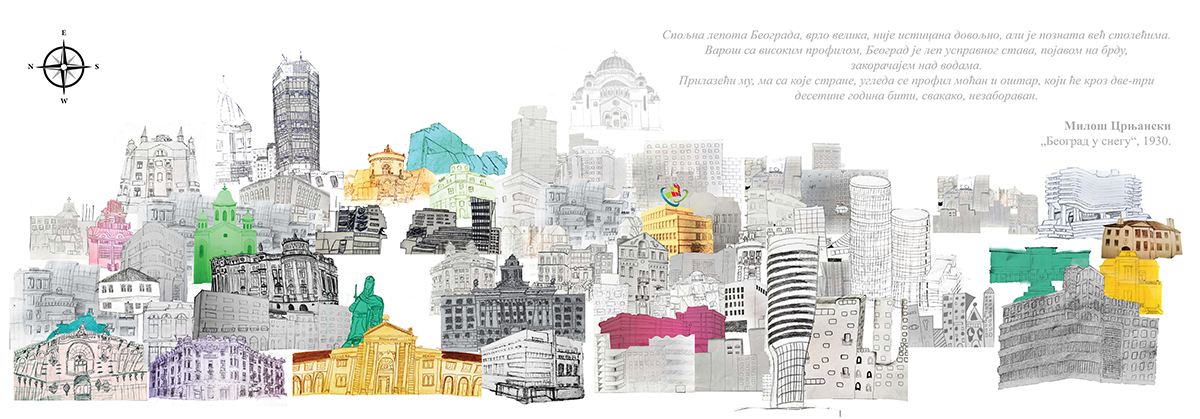 E
N S
W
Спољна лепота Београда, врло велика, није истицана довољно, али је позната већ столећима.
Варош са високим профилом, Београд је леп усправног става, појавом на брду,
закорачајем над водама.
Прилазећи му, ма са које стране, угледа се профил моћан и оштар, који ће кроз две-три
десетине година бити, свакако, незабораван.
Милош Црњански
„Београд у снегу“, 1930.